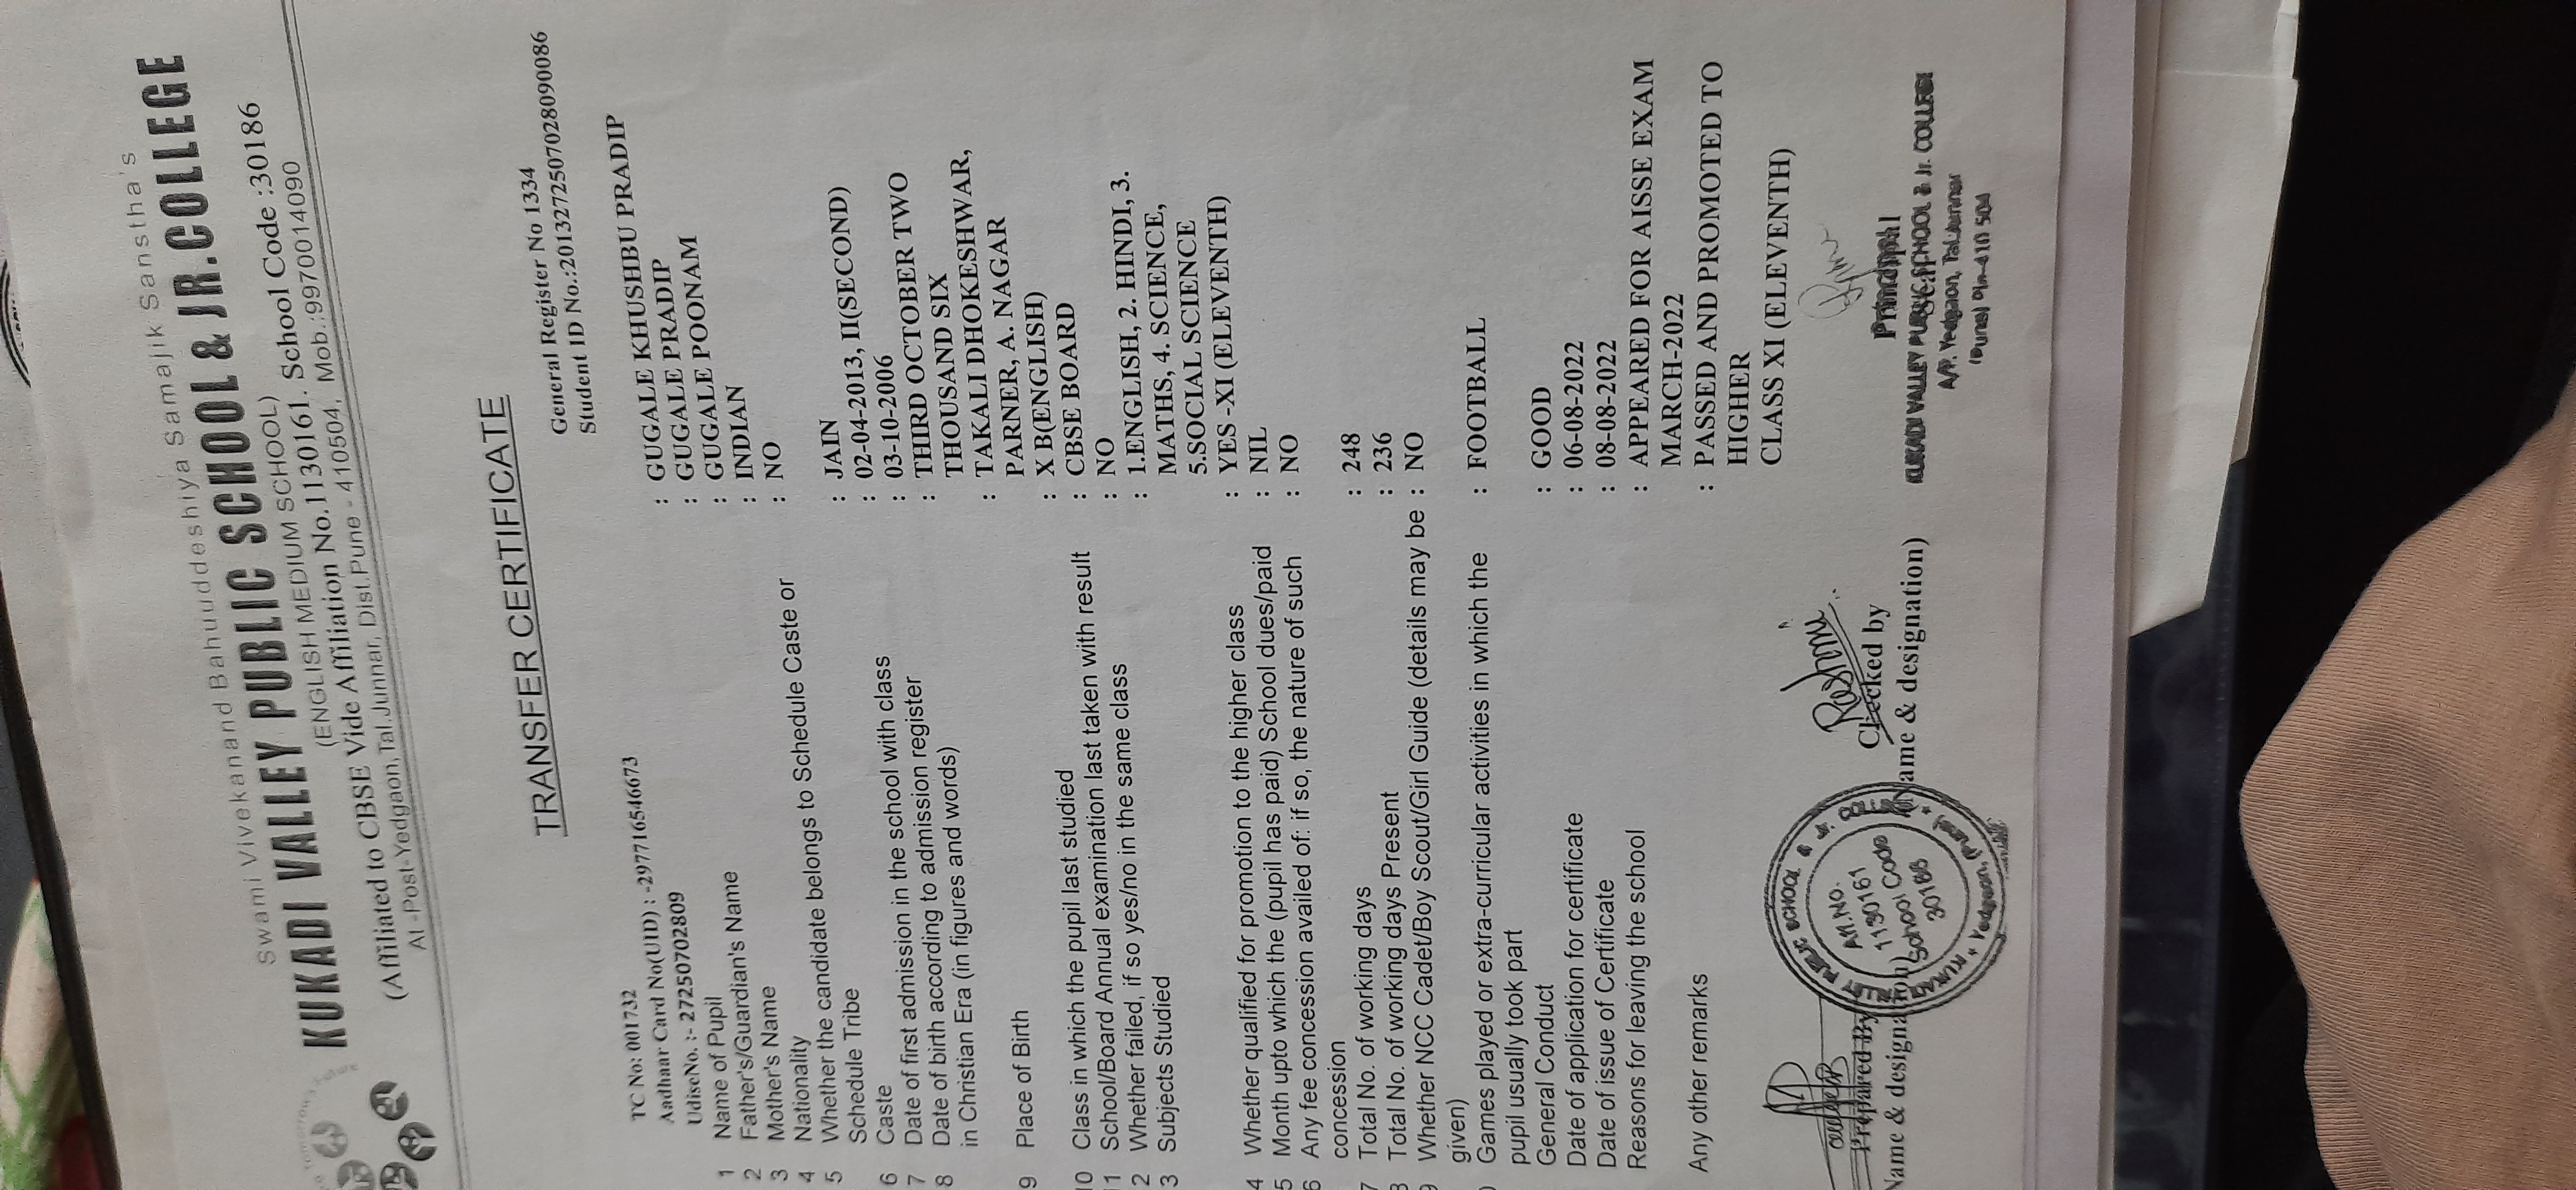 Swami Vivekanand Bahuuddeshiya Samajik Sanstha's
KUKADI VALLEY PUBLIC SCHOOL & JR.COLLEGE
(ENGLISH MEDIUM SCHOOL)
(Affiliated to CBSE Vide Affiliation No.1130161. School Code :30186
At -Post-Yedgaon, Tal.Junnar, Dist.Pune - 410504, Mob.:9970014090
TRANSFER CERTIFICATE
General Register No 1334
Student ID No.:2013272507028090086
TC No: 001732
Aadhaar Card No(UID) : -297716546673
UdiseNo. :- 27250702809
1 Name of Pupil : GUGALE KHUSHBU PRADIP
2 Father's/Guardian's Name : GUGALE PRADIP
3 Mother's Name : GUGALE POONAM
4 Nationality : INDIAN
5 Whether the candidate belongs to Schedule Caste or : NO
Schedule Tribe
6 Caste : JAIN
7 Date of first admission in the school with class : 02-04-2013, II(SECOND)
8 Date of birth according to admission register : 03-10-2006
in Christian Era (in figures and words) : THIRD OCTOBER TWO
THOUSAND SIX
9 Place of Birth : TAKALI DHOKESHWAR,
PARNER, A. NAGAR
10 Class in which the pupil last studied : X B(ENGLISH)
11 School/Board Annual examination last taken with result : CBSE BOARD
2 Whether failed, if so yes/no in the same class : NO
3 Subjects Studied : 1.ENGLISH, 2. HINDI, 3.
MATHS, 4. SCIENCE,
5.SOCIAL SCIENCE
4 Whether qualified for promotion to the higher class : YES -XI (ELEVENTH)
5 Month upto which the (pupil has paid) School dues/paid : NIL
6 Any fee concession availed of: if so, the nature of such : NO
concession
7 Total No. of working days : 248
8 Total No. of working days Present : 236
9 Whether NCC Cadet/Boy Scout/Girl Guide (details may be : NO
given)
Games played or extra-curricular activities in which the : FOOTBALL
pupil usually took part
General Conduct : GOOD
Date of application for certificate : 06-08-2022
Date of issue of Certificate : 08-08-2022
Reasons for leaving the school : APPEARED FOR AISSE EXAM
MARCH-2022
Any other remarks : PASSED AND PROMOTED TO
HIGHER
CLASS XI (ELEVENTH)
Reshmi
Prepared By
Name & designation)
Checked by
Name & designation)
Principal
Seal
KUKADI VALLEY PUBLIC SCHOOL & Jr. COLLEGE
A/P. Yedgaon, Tal.Junnar
(Pune) Pin-410 504
PUBLIC SCHOOL & Jr.
Aff.No.
1130161
School Code
30186
Yedgaon, (Pune)